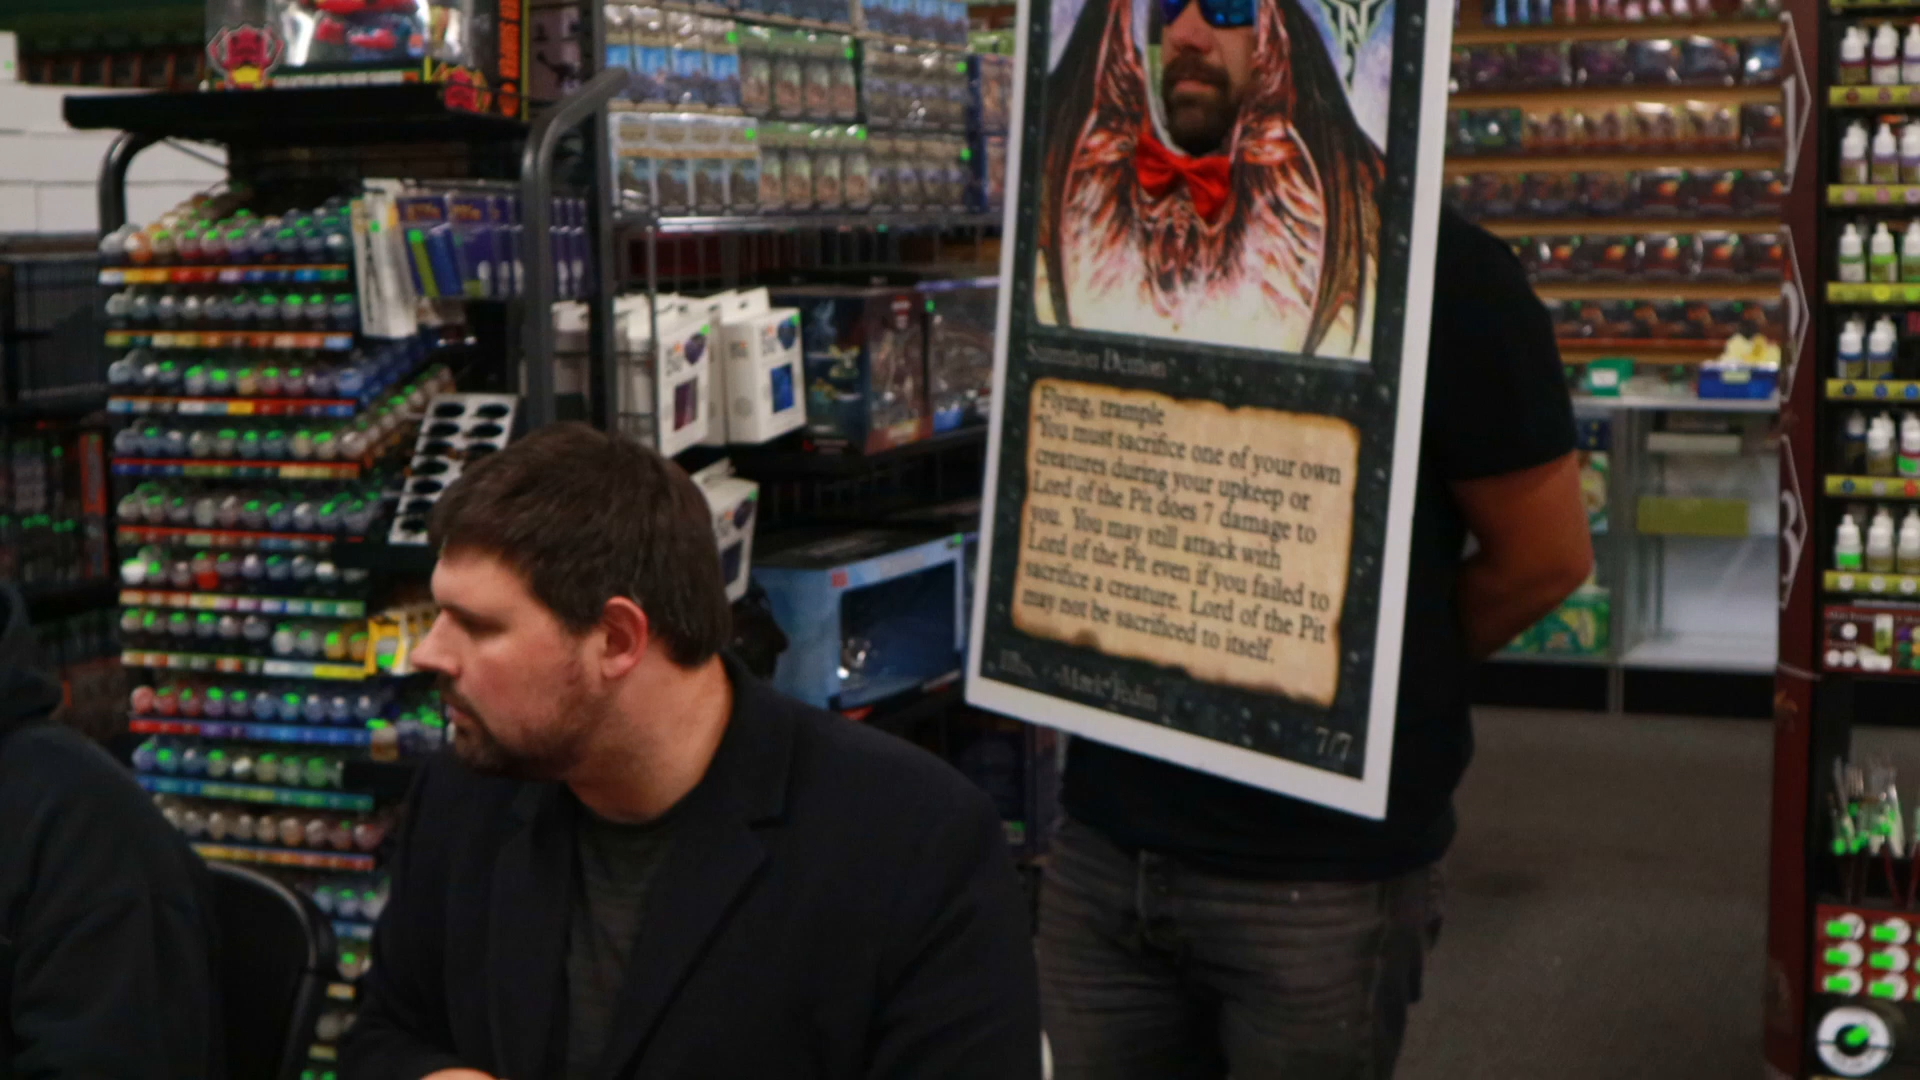 Summon Demon
Flying, trample
You must sacrifice one of your own
creatures during your upkeep or
Lord of the Pit does 7 damage to
you. You may still attack with
Lord of the Pit even if you failed to
sacrifice a creature. Lord of the Pit
may not be sacrificed to itself.
Illus. Mark Tedin
7/7